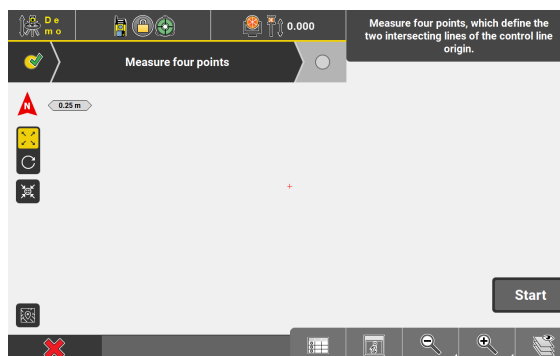 De
mo
0.000
Measure four points, which define the
two intersecting lines of the control line
origin.
Measure four points
N
0.25 m
Start